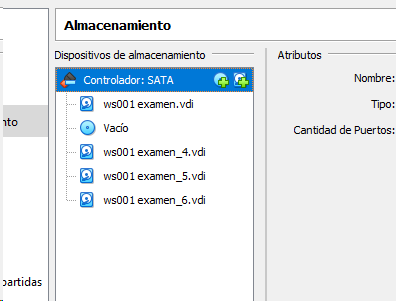 Almacenamiento
Dispositivos de almacenamiento
Controlador: SATA
ws001 examen.vdi
Vacío
ws001 examen_4.vdi
ws001 examen_5.vdi
ws001 examen_6.vdi
Atributos
Nombre:
Tipo:
Cantidad de Puertos:
nto
partidas